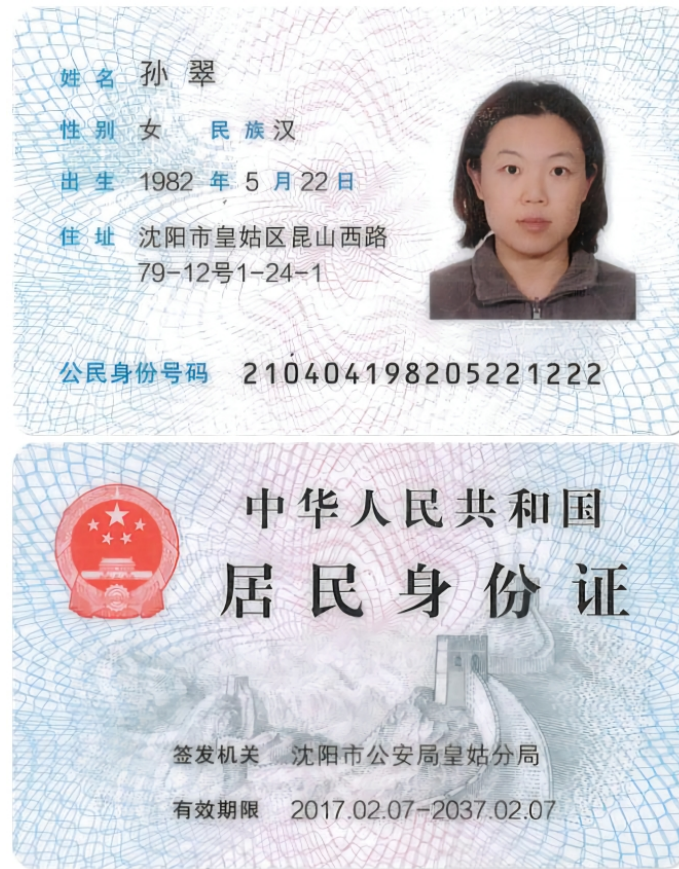 姓名 孙翠
性别 女 民族 汉
出生 1982 年 5 月 22 日
住址 沈阳市皇姑区昆山西路
79-12号1-24-1
公民身份号码 210404198205221222
中华人民共和国
居民身份证
签发机关 沈阳市公安局皇姑分局
有效期限 2017.02.07-2037.02.07